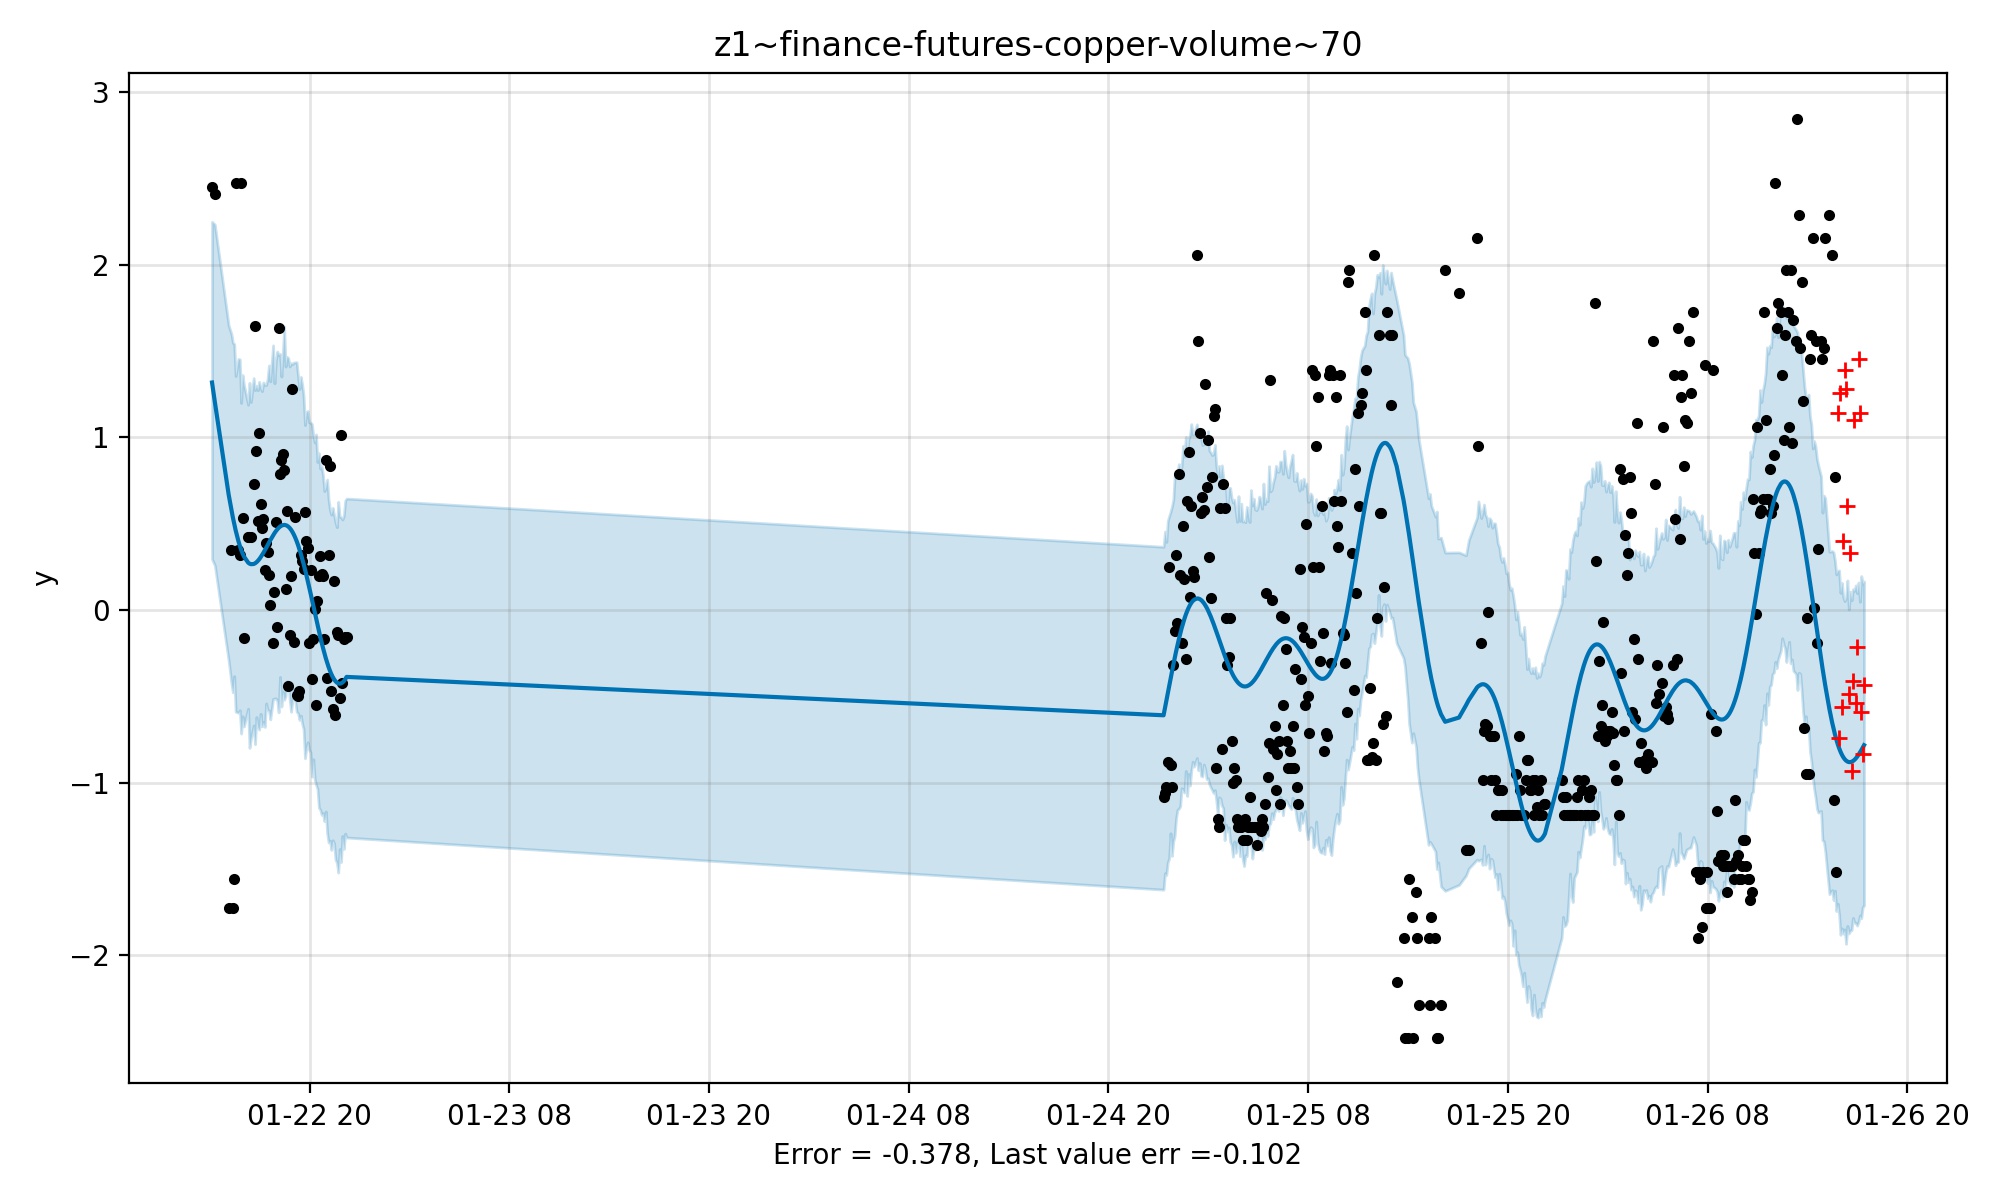 z1~finance-futures-copper-volume~70
3
2
1
0
−1
−2
y
01-22 20 01-23 08 01-23 20 01-24 08 01-24 20 01-25 08 01-25 20 01-26 08 01-26 20
Error = -0.378, Last value err =-0.102